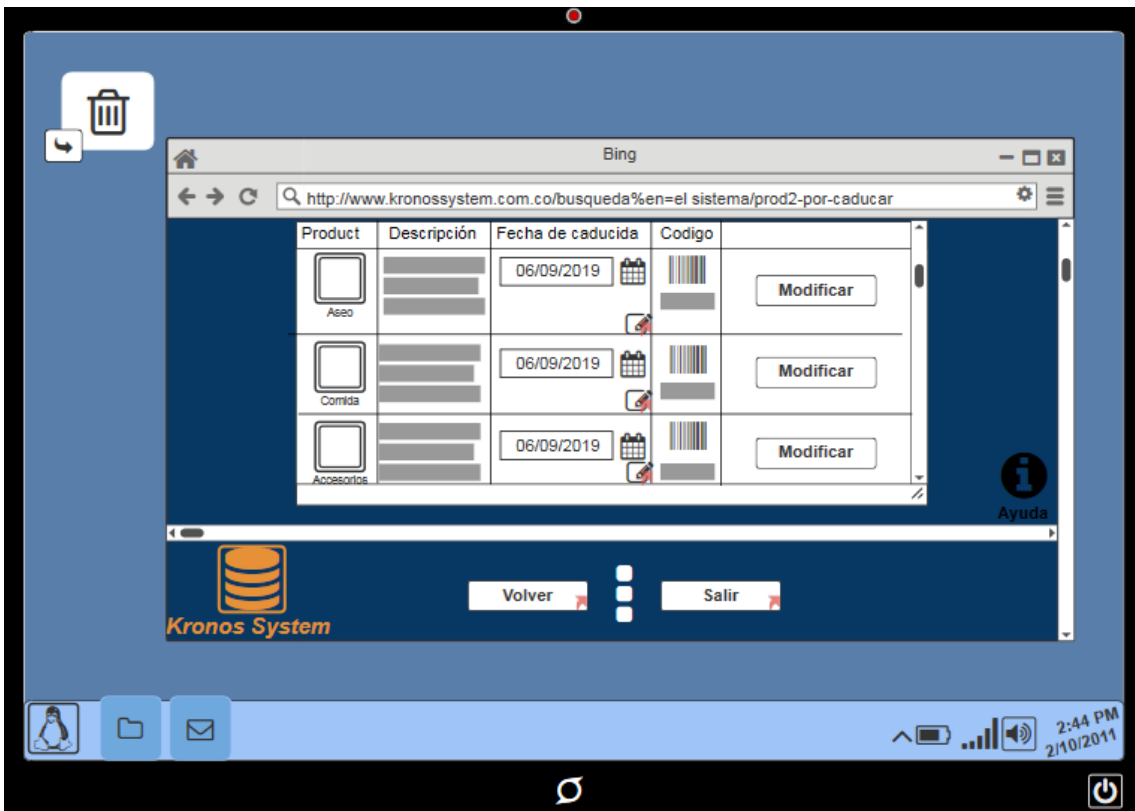 Bing
http://www.kronossystem.com.co/busqueda%en=el sistema/prod2-por-caducar
Product Descripción Fecha de caducida Codigo
06/09/2019
Modificar
Aseo
06/09/2019
Modificar
Comida
06/09/2019
Modificar
Accesorios
Ayuda
Volver Salir
Kronos System
2:44 PM
2/10/2011